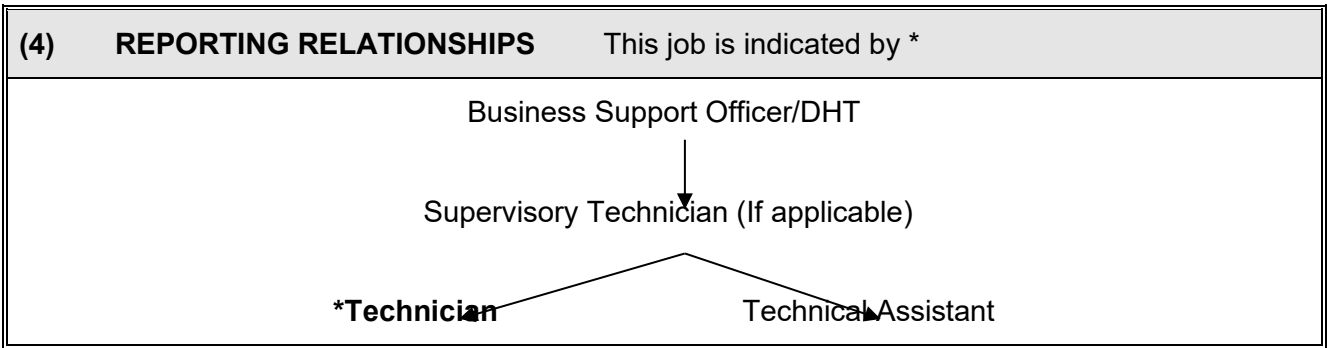 (4) REPORTING RELATIONSHIPS This job is indicated by *
Business Support Officer/DHT
Supervisory Technician (If applicable)
*Technician Technical Assistant